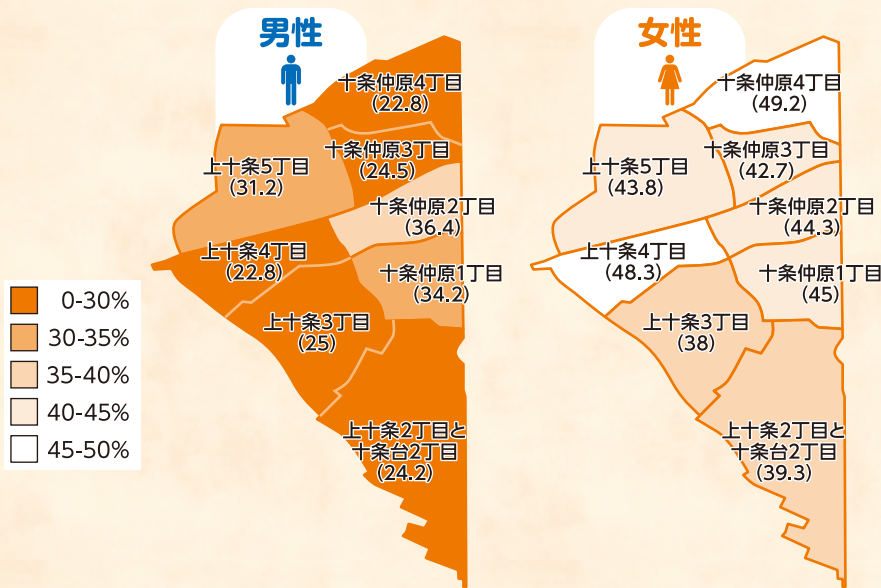 男性
十条仲原4丁目
(22.8)
十条仲原3丁目
(24.5)
上十条5丁目
(31.2)
十条仲原2丁目
(36.4)
上十条4丁目
(22.8)
十条仲原1丁目
(34.2)
上十条3丁目
(25)
上十条2丁目と
十条台2丁目
(24.2)
女性
十条仲原4丁目
(49.2)
十条仲原3丁目
(42.7)
上十条5丁目
(43.8)
十条仲原2丁目
(44.3)
上十条4丁目
(48.3)
十条仲原1丁目
(45)
上十条3丁目
(38)
上十条2丁目と
十条台2丁目
(39.3)
0-30%
30-35%
35-40%
40-45%
45-50%